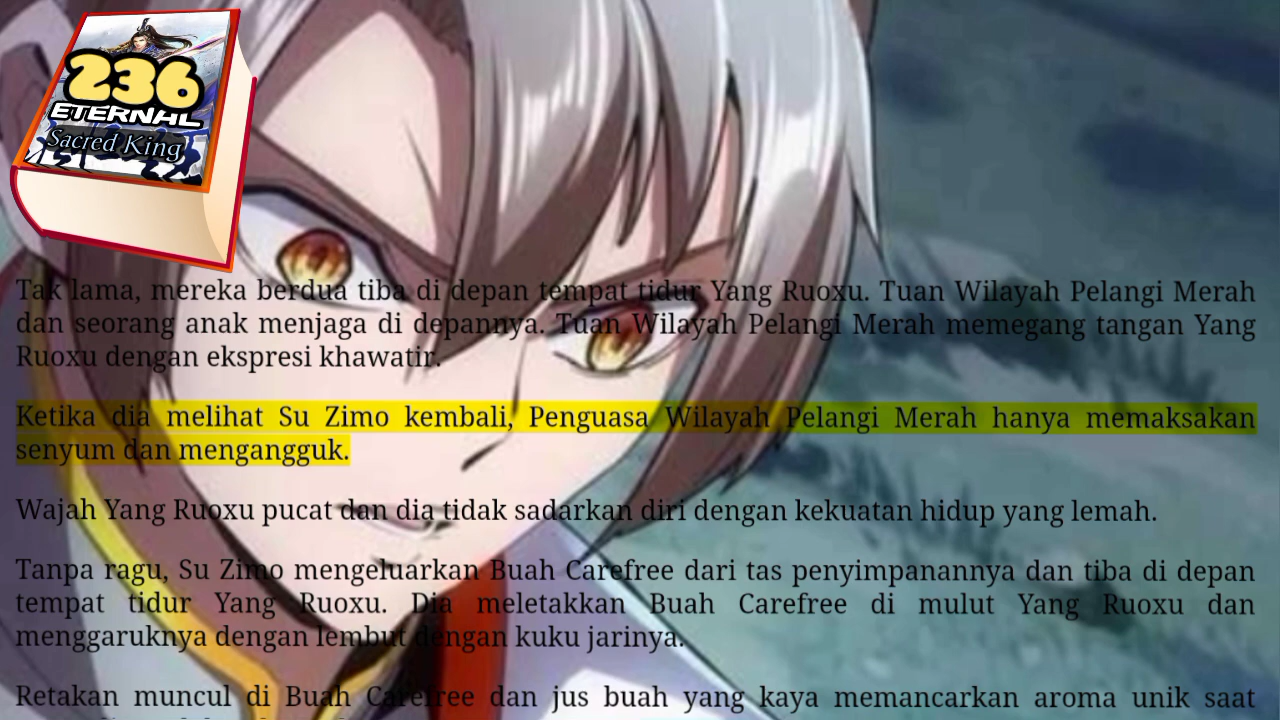 236
ETERNAL
Sacred King
Tak lama, mereka berdua tiba di depan tempat tidur Yang Ruoxu. Tuan Wilayah Pelangi Merah
dan seorang anak menjaga di depannya. Tuan Wilayah Pelangi Merah memegang tangan Yang
Ruoxu dengan ekspresi khawatir.
Ketika dia melihat Su Zimo kembali, Penguasa Wilayah Pelangi Merah hanya memaksakan
senyum dan mengangguk.
Wajah Yang Ruoxu pucat dan dia tidak sadarkan diri dengan kekuatan hidup yang lemah.
Tanpa ragu, Su Zimo mengeluarkan Buah Carefree dari tas penyimpanannya dan tiba di depan
tempat tidur Yang Ruoxu. Dia meletakkan Buah Carefree di mulut Yang Ruoxu dan
menggaruknya dengan lembut dengan kuku jarinya.
Retakan muncul di Buah Carefree dan jus buah yang kaya memancarkan aroma unik saat